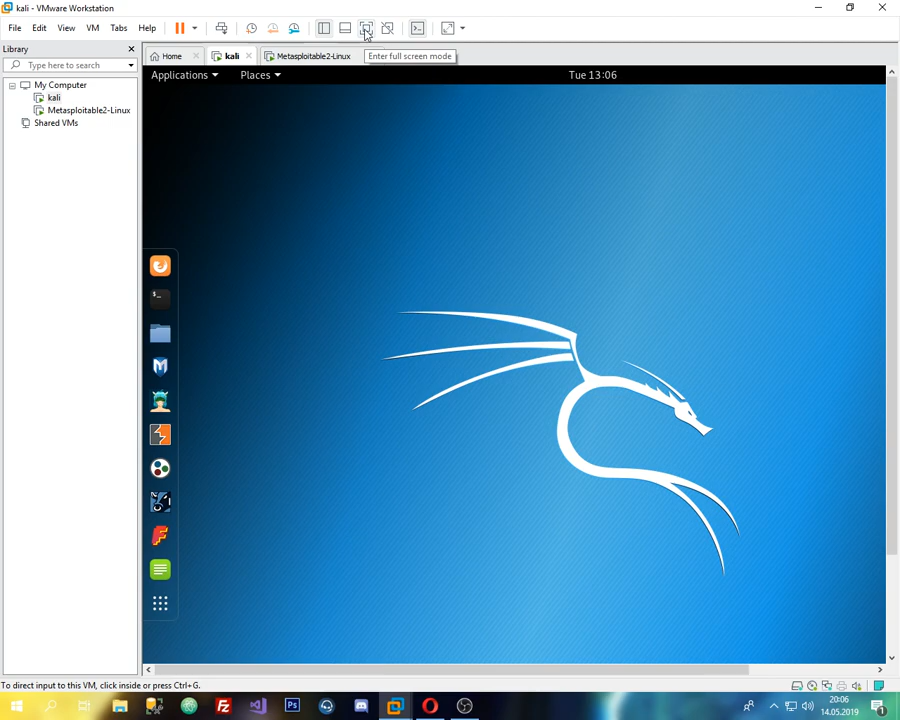 kali - VMware Workstation
File Edit View VM Tabs Help
Library
Type here to search
My Computer
kali
Metasploitable2-Linux
Shared VMs
Home
kali
Metasploitable2-Linux
Enter full screen mode
Applications Places Tue 13:06
To direct input to this VM, click inside or press Ctrl+G.
20:06
14.05.2019